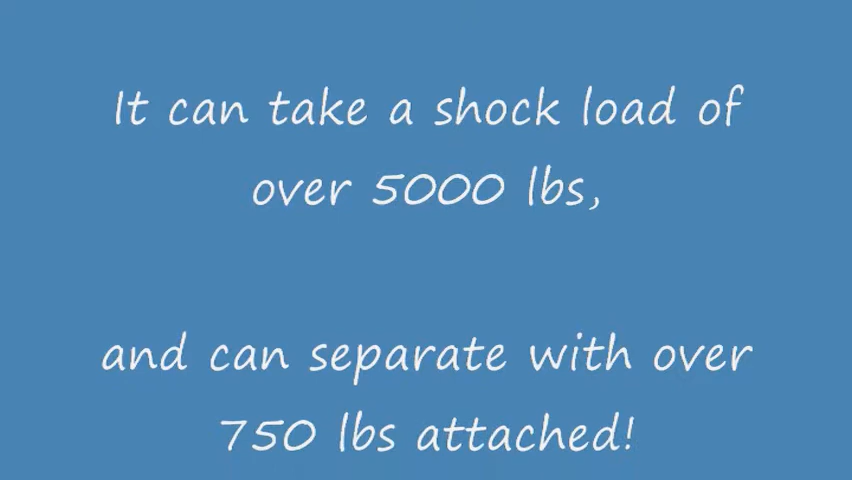 It can take a shock load of
over 5000 lbs,
and can separate with over
750 lbs attached!